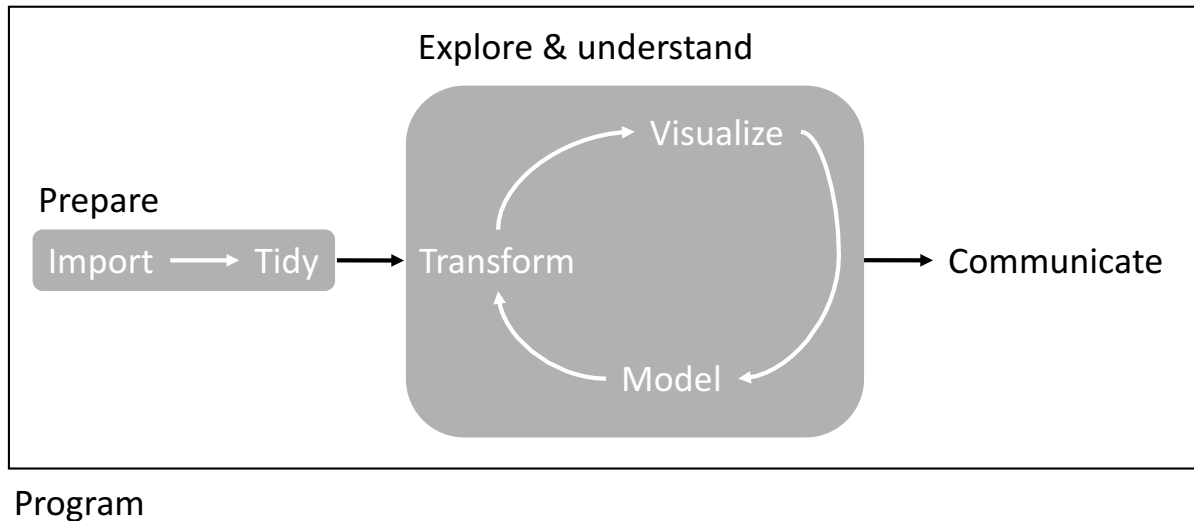 Explore & understand
Visualize
Prepare
Import Tidy Transform Communicate
Model
Program